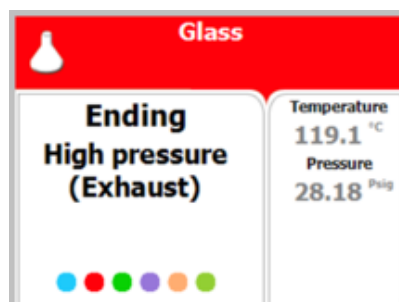 Glass
Ending
High pressure
(Exhaust)
Temperature
119.1 °C
Pressure
28.18 Psig